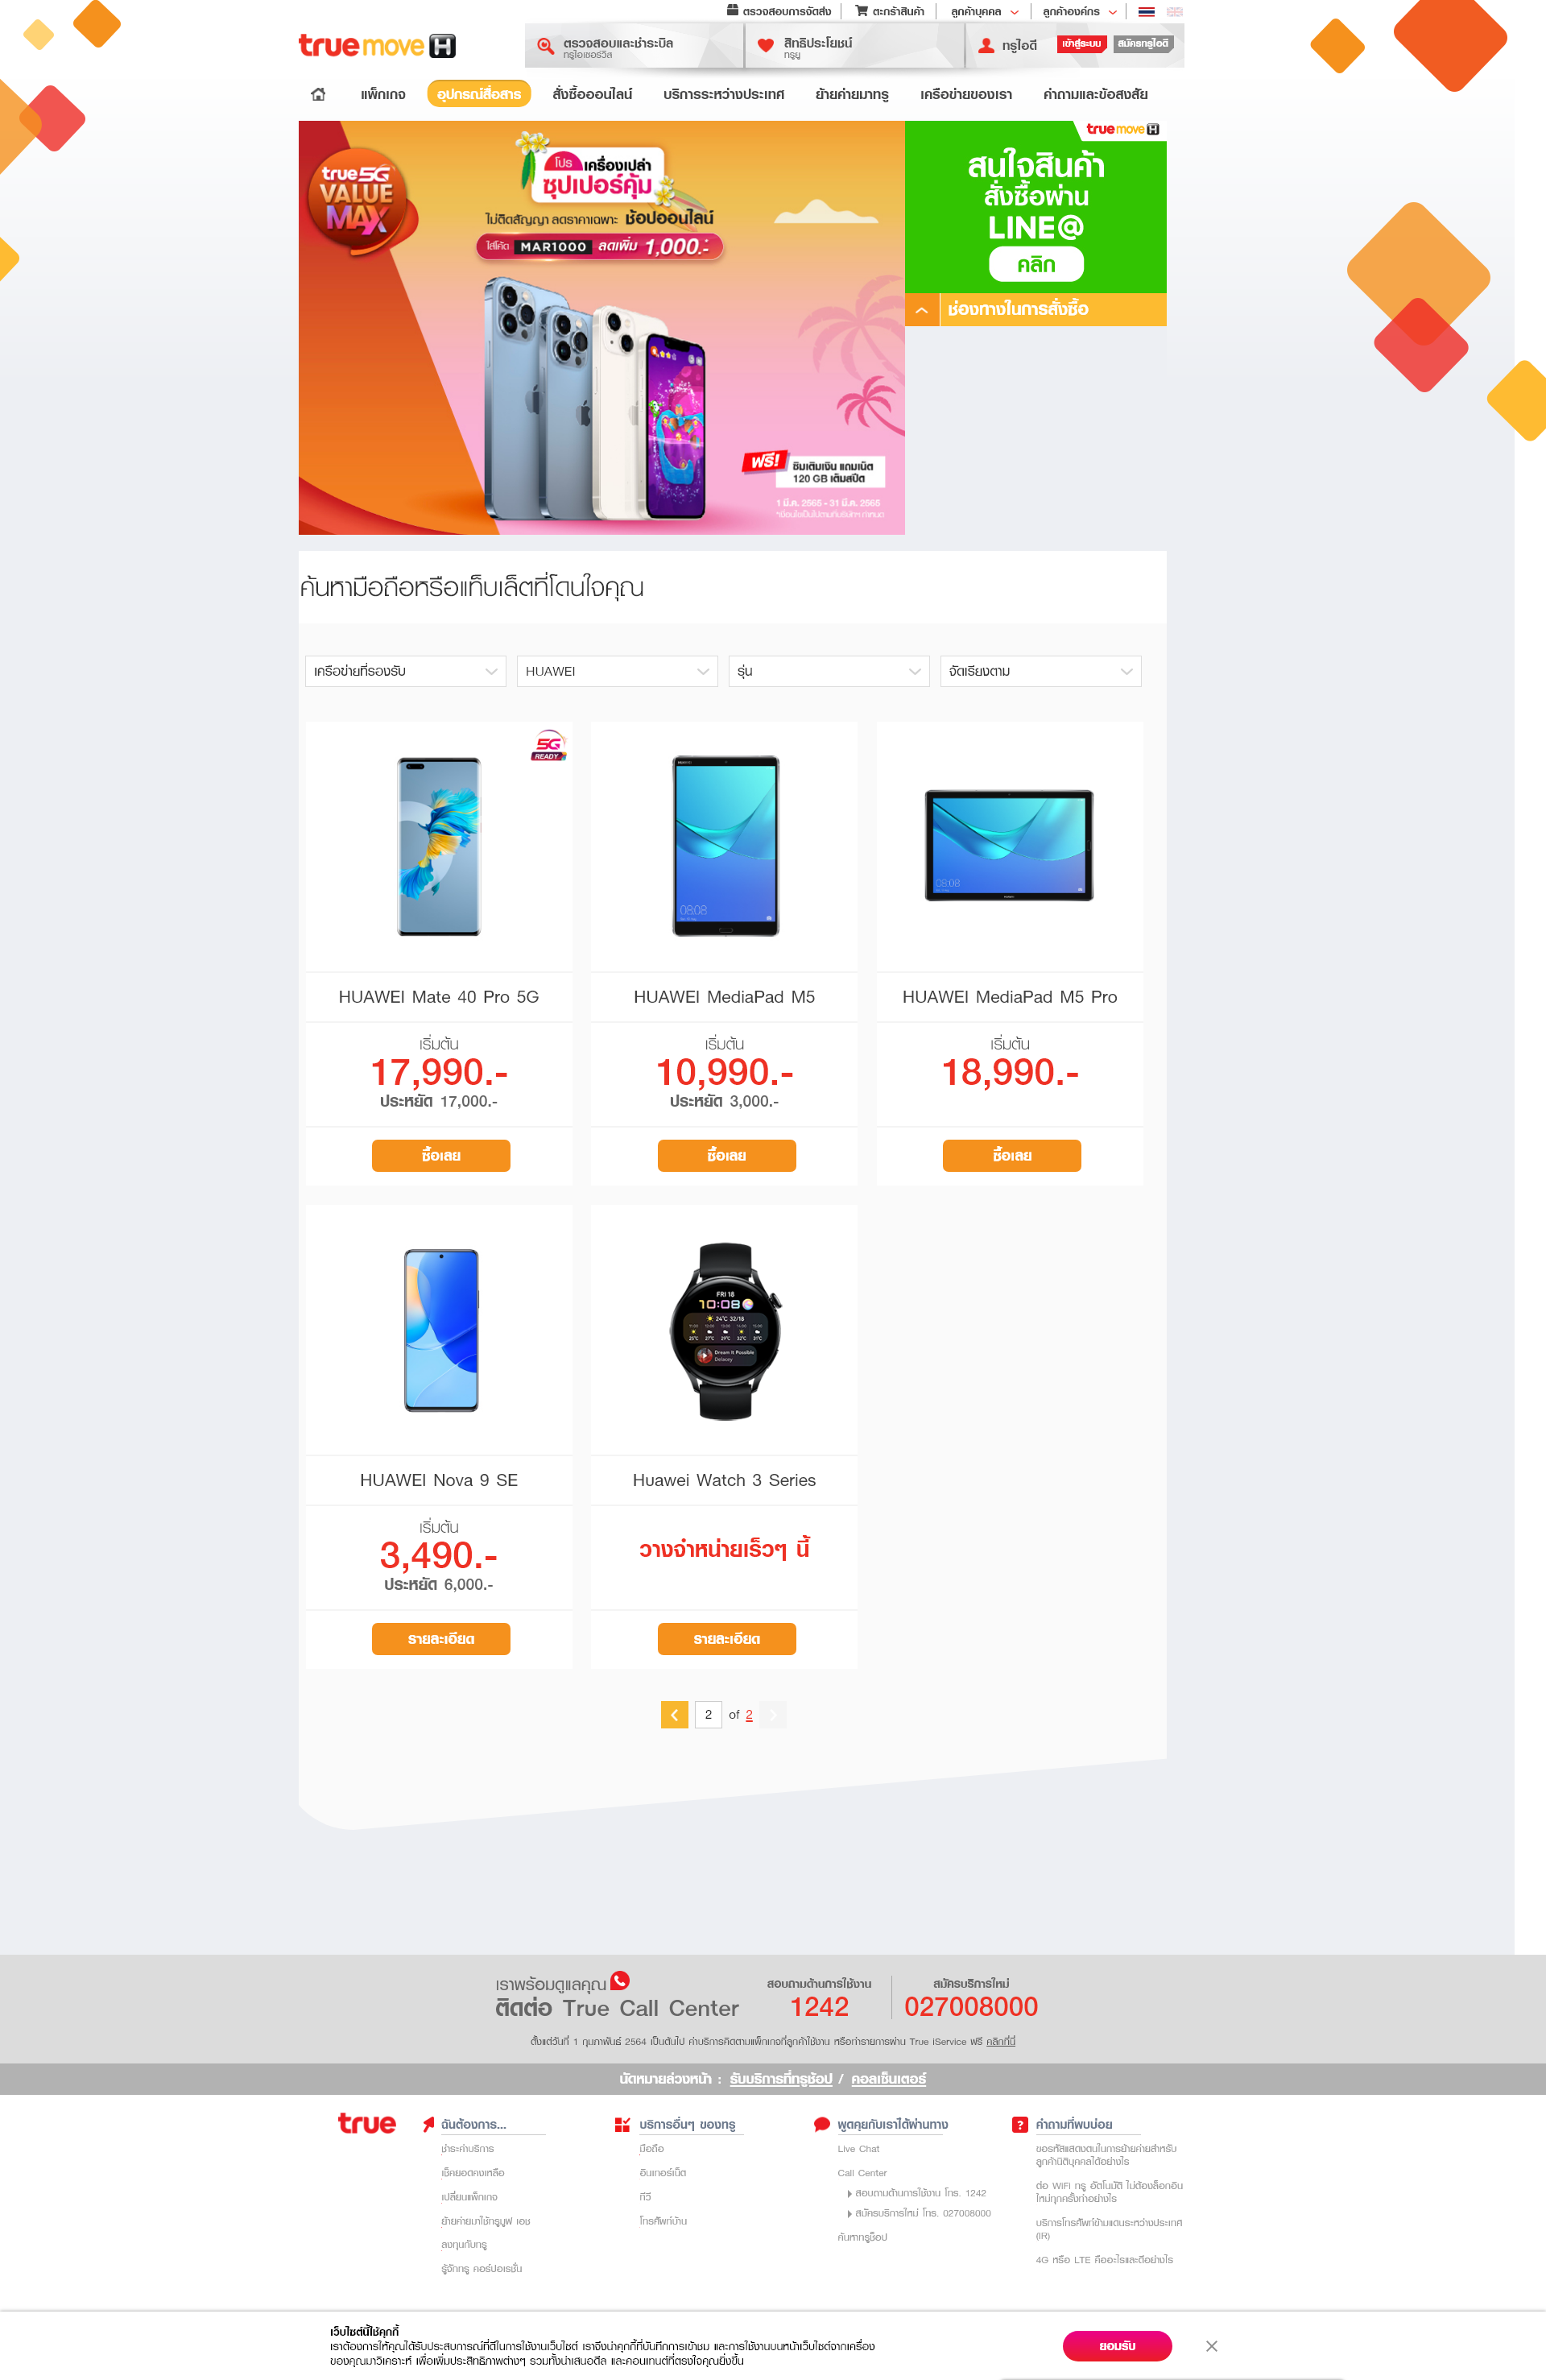 ตรวจสอบการจัดส่ง
ตะกร้าสินค้า
ลูกค้าบุคคล
ลูกค้าองค์กร
true move H
ตรวจสอบและชำระบิล
ทรูไอเซอร์วิส
สิทธิประโยชน์
ทรูยู
ทรูไอดี
เข้าสู่ระบบ
สมัครทรูไอดี
แพ็กเกจ
อุปกรณ์สื่อสาร
สั่งซื้อออนไลน์
บริการระหว่างประเทศ
ย้ายค่ายมาทรู
เครือข่ายของเรา
คำถามและข้อสงสัย
true 5G
VALUE
MAX
โปร เครื่องเปล่า
ซุปเปอร์คุ้ม
ไม่ติดสัญญา ลดราคาเฉพาะ ช้อปออนไลน์
ใส่โค้ด MAR1000 ลดเพิ่ม 1,000.-
ฟรี!
ซิมเติมเงิน แถมเน็ต
120 GB เต็มสปีด
1 มี.ค. 2565 - 31 มี.ค. 2565
*เงื่อนไขเป็นไปตามที่บริษัทฯ กำหนด
true move H
สนใจสินค้า
สั่งซื้อผ่าน
LINE@
คลิก
ช่องทางในการสั่งซื้อ
ค้นหามือถือหรือแท็บเล็ตที่โดนใจคุณ
เครือข่ายที่รองรับ
HUAWEI
รุ่น
จัดเรียงตาม
5G
READY
08:08
08:08
HUAWEI Mate 40 Pro 5G
HUAWEI MediaPad M5
HUAWEI MediaPad M5 Pro
เริ่มต้น
17,990.-
ประหยัด 17,000.-
เริ่มต้น
10,990.-
ประหยัด 3,000.-
เริ่มต้น
18,990.-
ซื้อเลย
ซื้อเลย
ซื้อเลย
FRI 18
10:08
24°C 32/18
25°C 27°C 29°C 32°C 31°C
Dream It Possible
Delacey
HUAWEI Nova 9 SE
Huawei Watch 3 Series
เริ่มต้น
3,490.-
ประหยัด 6,000.-
วางจำหน่ายเร็วๆ นี้
รายละเอียด
รายละเอียด
2 of 2
เราพร้อมดูแลคุณ
ติดต่อ True Call Center
สอบถามด้านการใช้งาน
1242
สมัครบริการใหม่
027008000
ตั้งแต่วันที่ 1 กุมภาพันธ์ 2564 เป็นต้นไป ค่าบริการคิดตามแพ็กเกจที่ลูกค้าใช้งาน หรือทำรายการผ่าน True iService ฟรี คลิกที่นี่
นัดหมายล่วงหน้า : รับบริการที่ทรูช้อป / คอลเซ็นเตอร์
true
ฉันต้องการ...
ชำระค่าบริการ
เช็คยอดคงเหลือ
เปลี่ยนแพ็กเกจ
ย้ายค่ายมาใช้ทรูมูฟ เอช
ลงทุนกับทรู
รู้จักทรู คอร์ปอเรชั่น
บริการอื่นๆ ของทรู
มือถือ
อินเทอร์เน็ต
ทีวี
โทรศัพท์บ้าน
พูดคุยกับเราได้ผ่านทาง
Live Chat
Call Center
สอบถามด้านการใช้งาน โทร. 1242
สมัครบริการใหม่ โทร. 027008000
ค้นหาทรูช็อป
คำถามที่พบบ่อย
ขอรหัสแสดงตนในการย้ายค่ายสำหรับ
ลูกค้านิติบุคคลได้อย่างไร
ต่อ WiFi ทรู อัตโนมัติ ไม่ต้องล็อกอิน
ใหม่ทุกครั้งทำอย่างไร
บริการโทรศัพท์ข้ามแดนระหว่างประเทศ
(IR)
4G หรือ LTE คืออะไรและดีอย่างไร
เว็บไซต์นี้ใช้คุกกี้
เราต้องการให้คุณได้รับประสบการณ์ที่ดีในการใช้งานเว็บไซต์ เราจึงนำคุกกี้ที่บันทึกการเข้าชม และการใช้งานบนหน้าเว็บไซต์จากเครื่อง
ของคุณมาวิเคราะห์ เพื่อเพิ่มประสิทธิภาพต่างๆ รวมทั้งนำเสนอดีล และคอนเทนต์ที่ตรงใจคุณยิ่งขึ้น
ยอมรับ